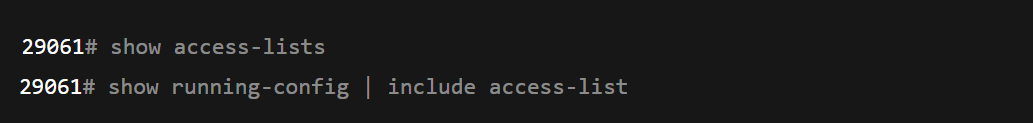 29061# show access-lists
29061# show running-config | include access-list